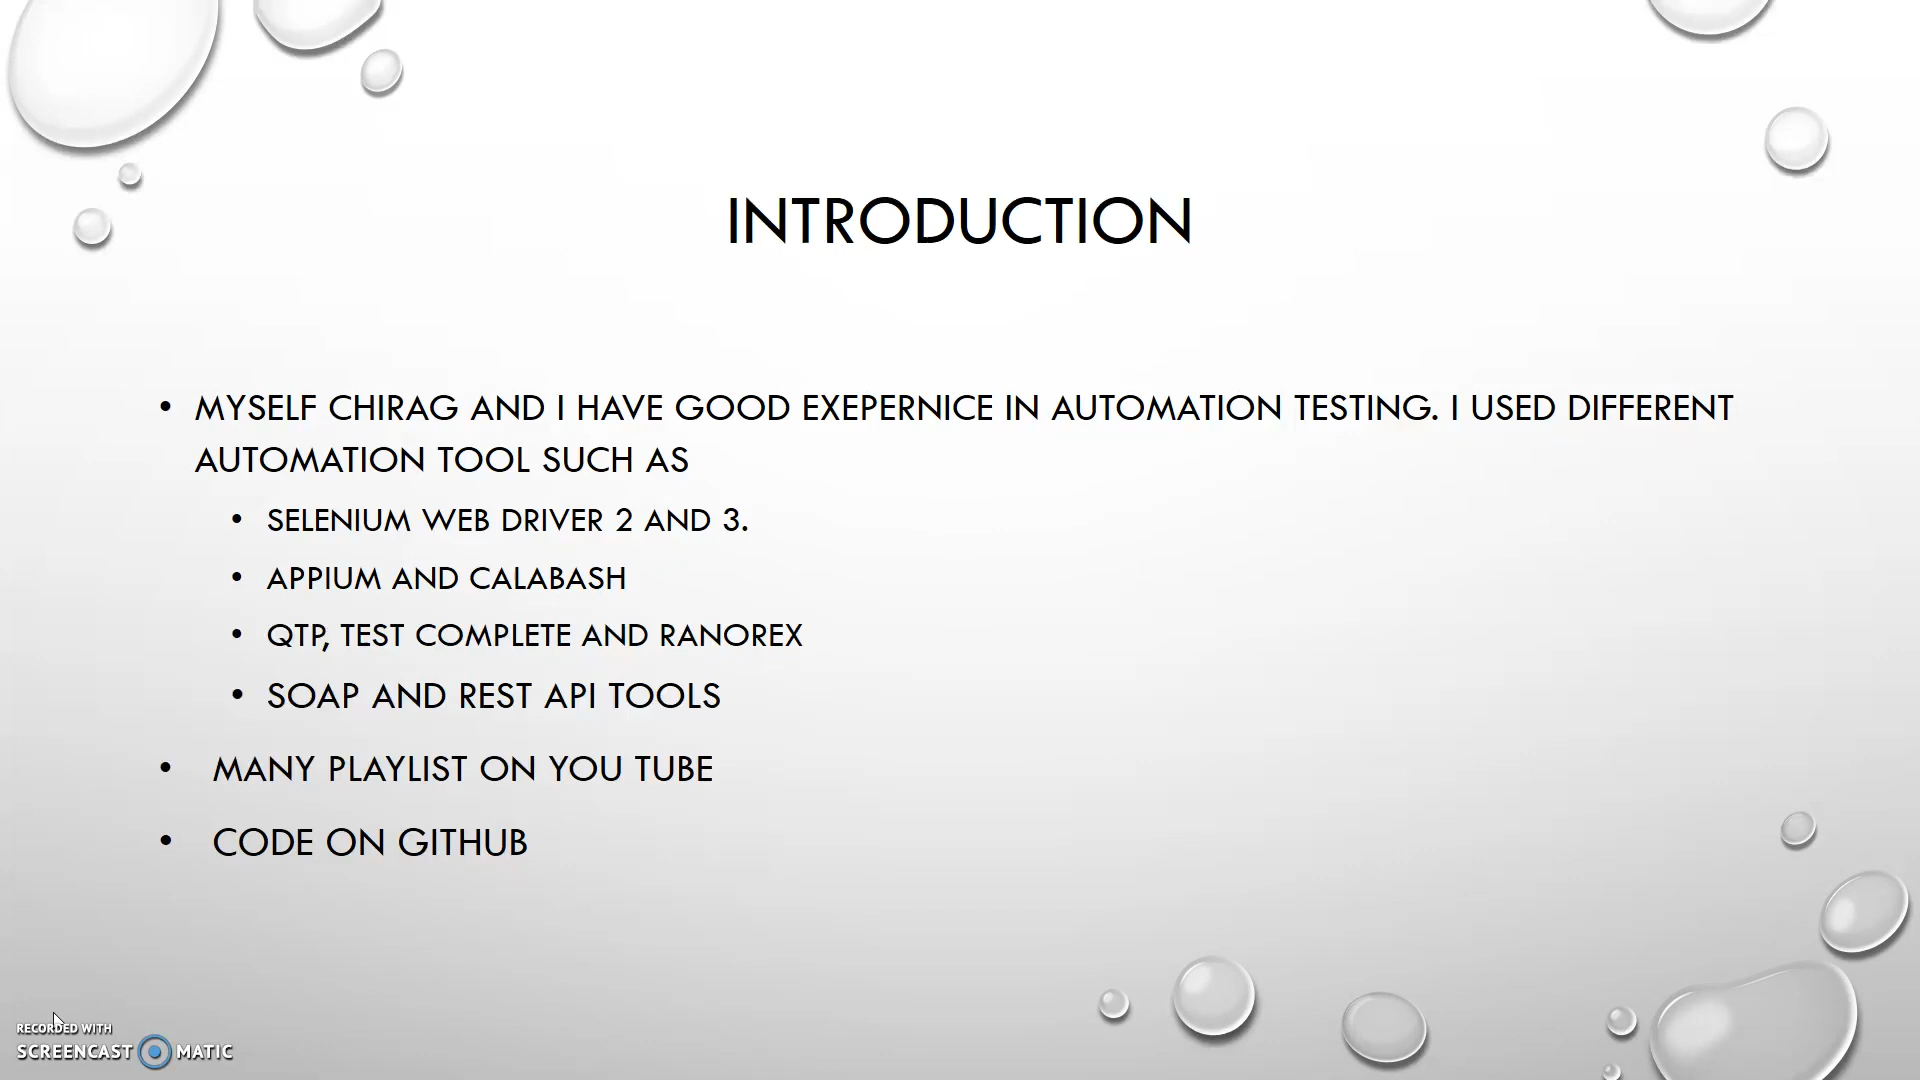 INTRODUCTION
• MYSELF CHIRAG AND I HAVE GOOD EXEPERNICE IN AUTOMATION TESTING. I USED DIFFERENT
AUTOMATION TOOL SUCH AS
• SELENIUM WEB DRIVER 2 AND 3.
• APPIUM AND CALABASH
• QTP, TEST COMPLETE AND RANOREX
• SOAP AND REST API TOOLS
• MANY PLAYLIST ON YOU TUBE
• CODE ON GITHUB
RECORDED WITH
SCREENCAST MATIC